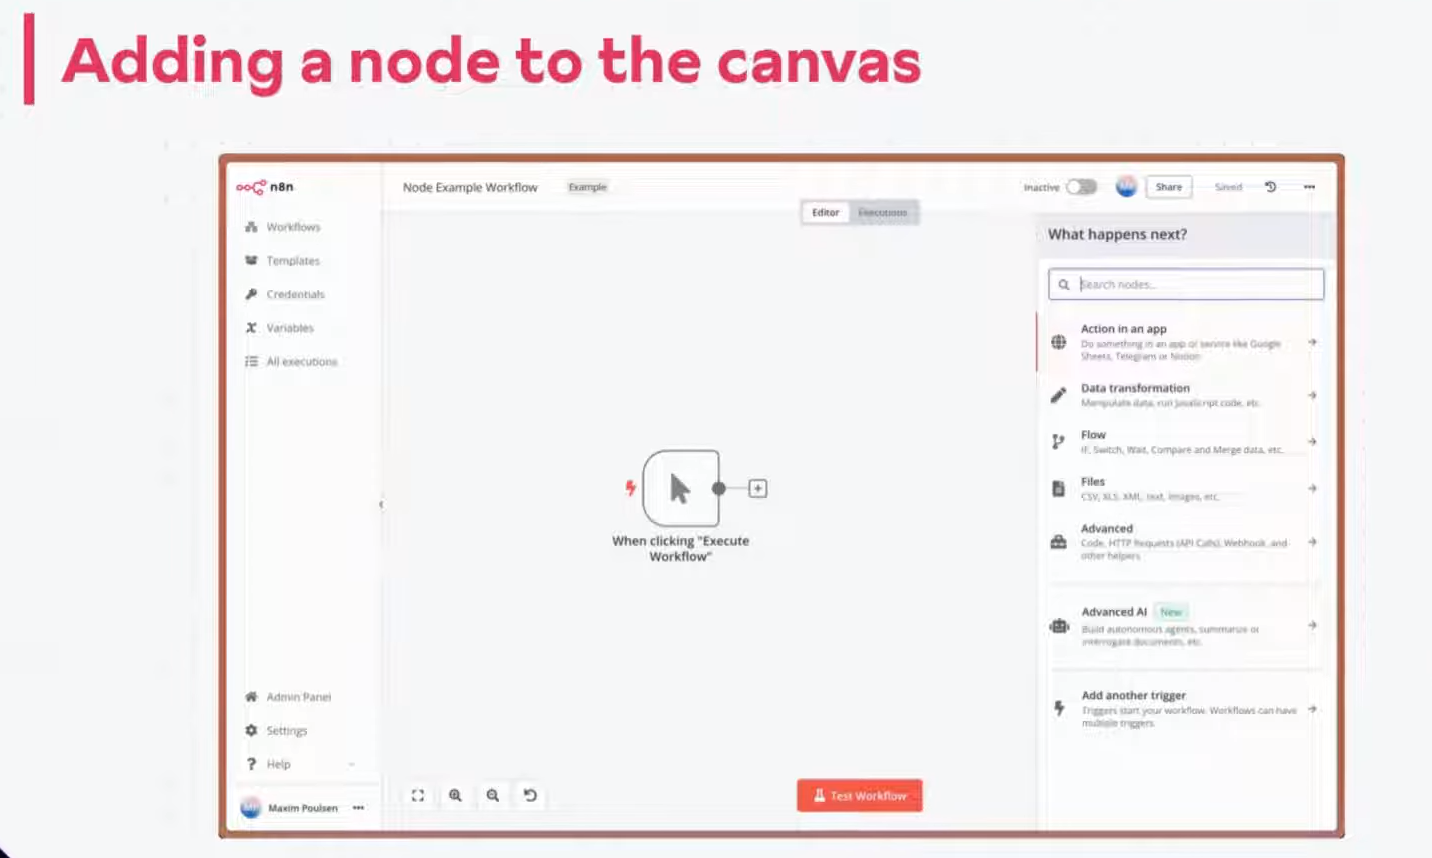 Adding a node to the canvas
n8n
Node Example Workflow
Example
Inactive
Share
Saved
Editor
Executions
Workflows
Templates
Credentials
Variables
All executions
What happens next?
Search nodes...
Action in an app
Do something in an app or service like Google
Sheets, Telegram or Notion
Data transformation
Manipulate data, run JavaScript code, etc.
Flow
IF, Switch, Wait, Compare and Merge data, etc.
Files
CSV, XLS, XML, text, images, etc.
Advanced
Code, HTTP Requests (API Calls), Webhook, and
other helpers
Advanced AI
New
Build autonomous agents, summarize or
interrogate documents, etc.
Add another trigger
Triggers start your workflow. Workflows can have
multiple triggers.
When clicking "Execute
Workflow"
Admin Panel
Settings
? Help
Maxim Poulsen
Test Workflow